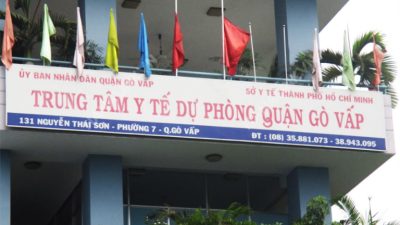 ỦY BAN NHÂN DÂN QUẬN GÒ VẤP
SỞ Y TẾ THÀNH PHỐ HỒ CHÍ MINH
TRUNG TÂM Y TẾ DỰ PHÒNG QUẬN GÒ VẤP
131 NGUYỄN THÁI SƠN - PHƯỜNG 7 - Q.GÒ VẤP ĐT : (08) 35.881.073 - 38.943.095